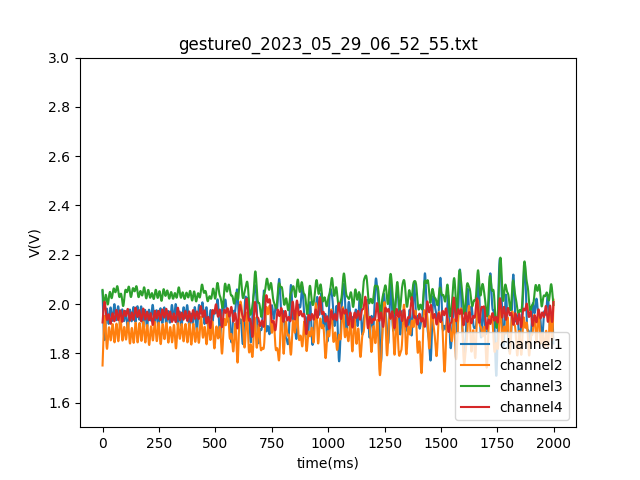 gesture0_2023_05_29_06_52_55.txt
3.0
2.8
2.6
2.4
2.2
2.0
1.8
1.6
V(V)
0 250 500 750 1000 1250 1500 1750 2000
time(ms)
channel1
channel2
channel3
channel4